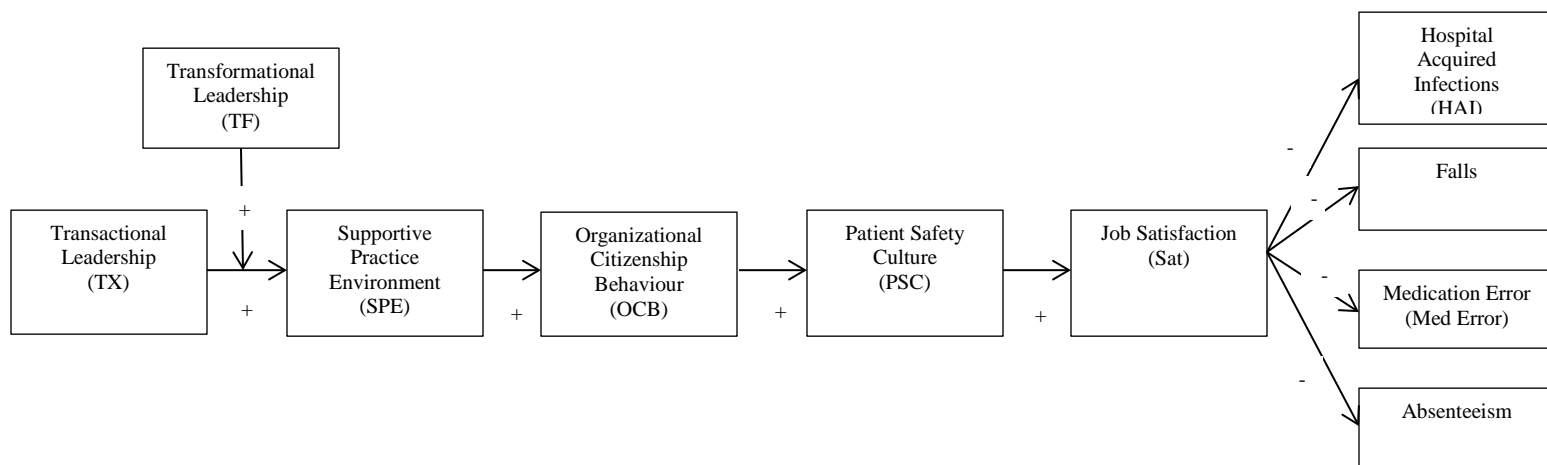 Transformational
Leadership
(TF)
+
Transactional
Leadership
(TX)
+
Supportive
Practice
Environment
(SPE)
+
Organizational
Citizenship
Behaviour
(OCB)
+
Patient Safety
Culture
(PSC)
+
Job Satisfaction
(Sat)
-
-
-
-
Hospital
Acquired
Infections
(HAI)
Falls
Medication Error
(Med Error)
Absenteeism